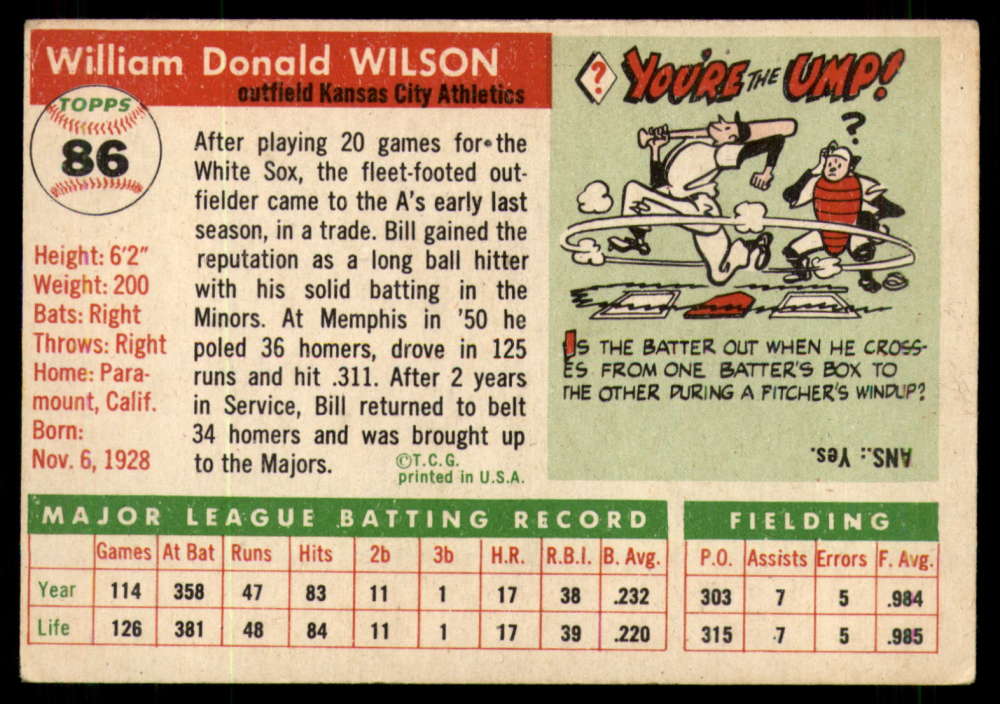 William Donald WILSON
outfield Kansas City Athletics
TOPPS
86
Height: 6'2"
Weight: 200
Bats: Right
Throws: Right
Home: Para-
mount, Calif.
Born:
Nov. 6, 1928
After playing 20 games for the
White Sox, the fleet-footed out-
fielder came to the A's early last
season, in a trade. Bill gained the
reputation as a long ball hitter
with his solid batting in the
Minors. At Memphis in '50 he
poled 36 homers, drove in 125
runs and hit .311. After 2 years
in Service, Bill returned to belt
34 homers and was brought up
to the Majors.
©T.C.G.
printed in U.S.A.
?
YOU'RE THE UMP!
?
IS THE BATTER OUT WHEN HE CROSS-
ES FROM ONE BATTER'S BOX TO
THE OTHER DURING A PITCHER'S WINDUP?
ANS.: Yes.
MAJOR LEAGUE BATTING RECORD
Games At Bat Runs Hits 2b 3b H.R. R.B.I. B. Avg.
Year 114 358 47 83 11 1 17 38 .232
Life 126 381 48 84 11 1 17 39 .220
FIELDING
P.O. Assists Errors F. Avg.
303 7 5 .984
315 7 5 .985